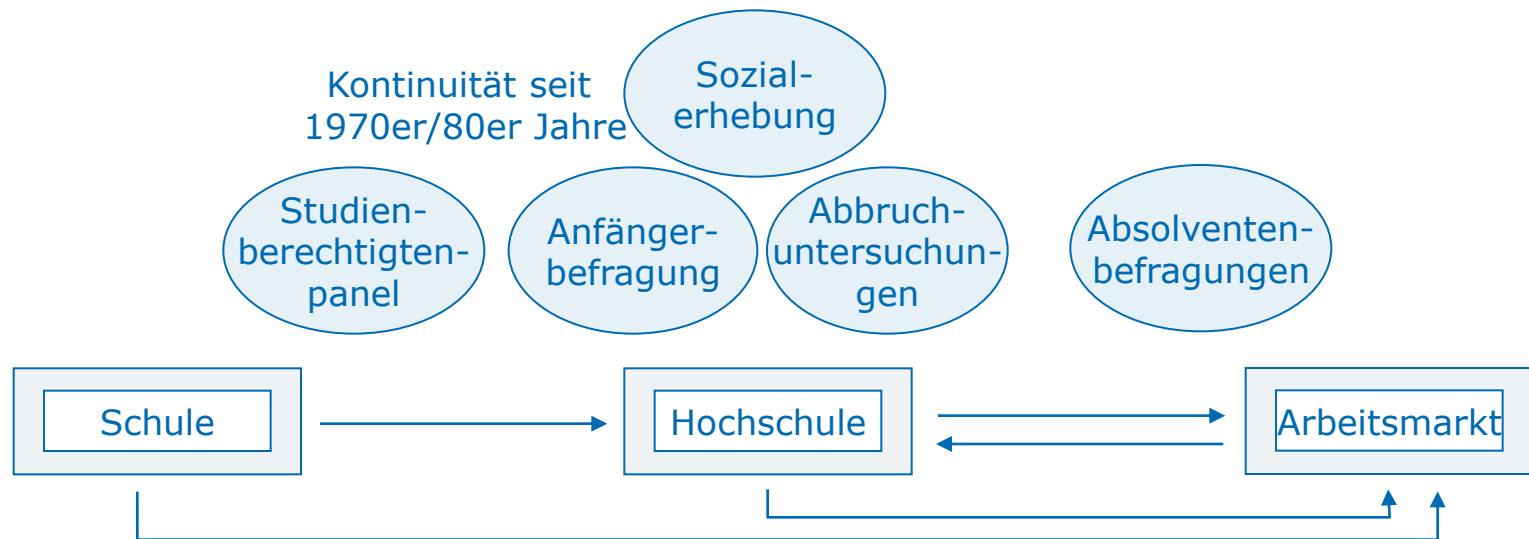 Kontinuität seit
1970er/80er Jahre
Sozial-
erhebung
Studien-
berechtigten-
panel
Anfänger-
befragung
Abbruch-
untersuchun-
gen
Absolventen-
befragungen
Schule
Hochschule
Arbeitsmarkt